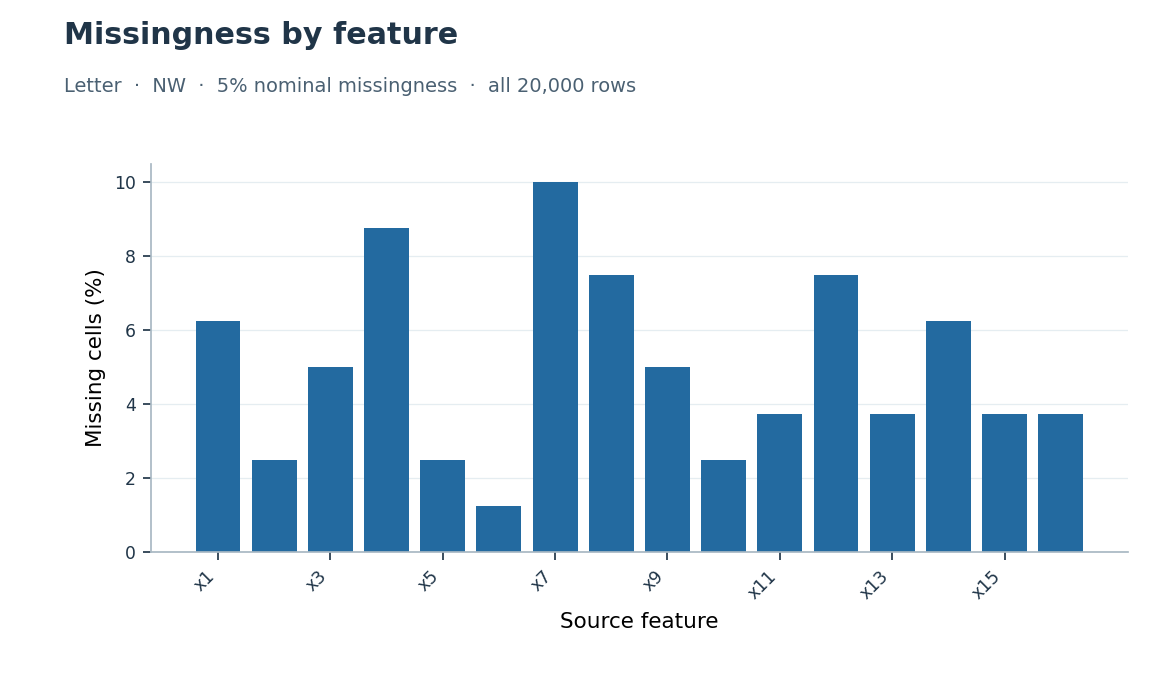 Missingness by feature
Letter · NW · 5% nominal missingness · all 20,000 rows
Missing cells (%)
10
8
6
4
2
0
x1 x3 x5 x7 x9 x11 x13 x15
Source feature